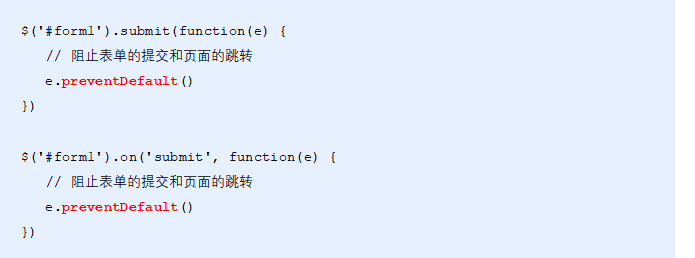 $('#form1').submit(function(e) {
// 阻止表单的提交和页面的跳转
e.preventDefault()
})
$('#form1').on('submit', function(e) {
// 阻止表单的提交和页面的跳转
e.preventDefault()
})